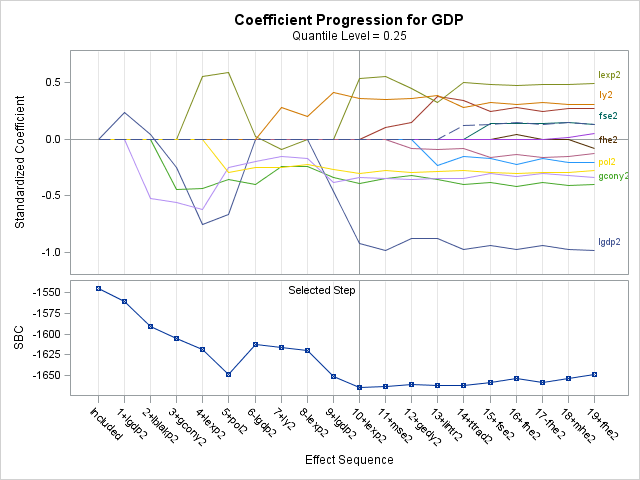 Coefficient Progression for GDP
Quantile Level = 0.25
Standardized Coefficient
0.5
0.0
-0.5
-1.0
lexp2
ly2
fse2
fhe2
pol2
gcony2
lgdp2
Selected Step
SBC
-1550
-1575
-1600
-1625
-1650
Included
1+lgdp2
2+lblakp2
3+gcony2
4+lexp2
5+pol2
6-lgdp2
7+ly2
8-lexp2
9+lgdp2
10+lexp2
11+mse2
12+gedy2
13+lintr2
14+ttrad2
15+fse2
16+fhe2
17-fhe2
18+mhe2
19+fhe2
Effect Sequence